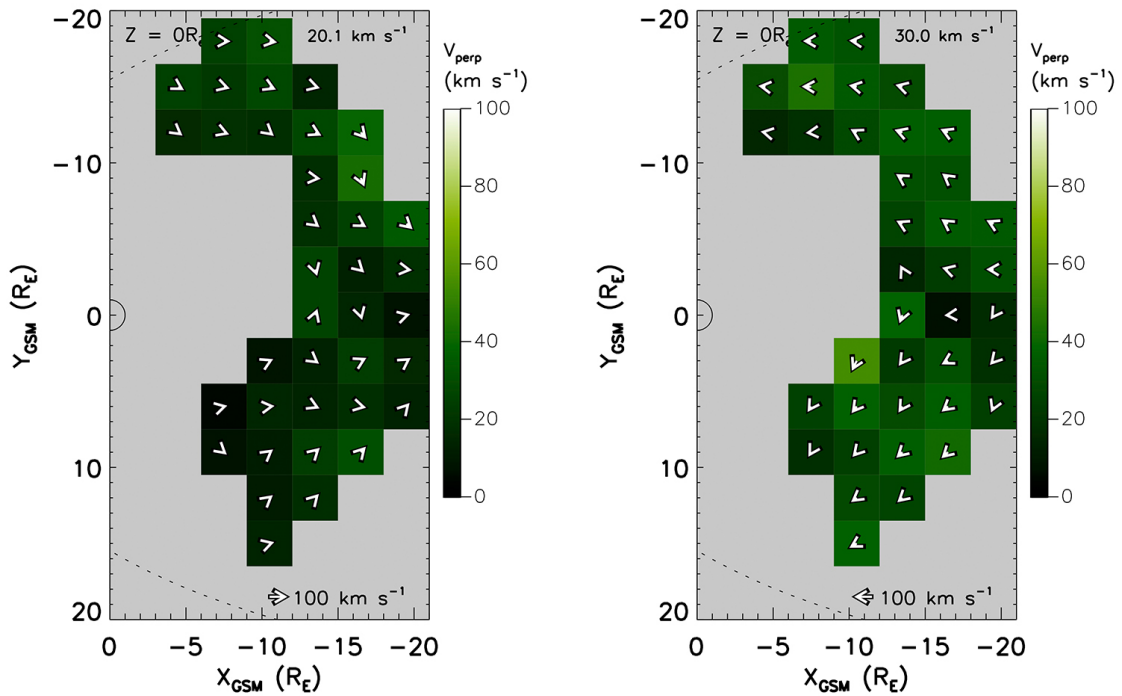 Z = 0R_E 20.1 km s⁻¹
V_perp
(km s⁻¹)
-20
-10
0
10
20
0 -5 -10 -15 -20
X_GSM (R_E)
Y_GSM (R_E)
100 km s⁻¹
100
80
60
40
20
0
Z = 0R_E 30.0 km s⁻¹
V_perp
(km s⁻¹)
-20
-10
0
10
20
0 -5 -10 -15 -20
X_GSM (R_E)
Y_GSM (R_E)
100 km s⁻¹
100
80
60
40
20
0